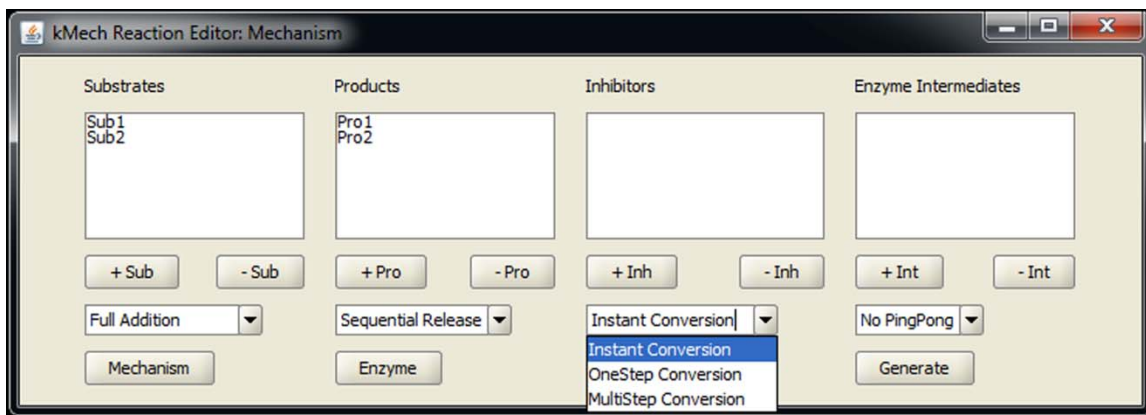 kMech Reaction Editor: Mechanism
Substrates Products Inhibitors Enzyme Intermediates
Sub1 Pro1
Sub2 Pro2
+ Sub - Sub + Pro - Pro + Inh - Inh + Int - Int
Full Addition Sequential Release Instant Conversion No PingPong
Instant Conversion
Mechanism Enzyme OneStep Conversion Generate
MultiStep Conversion